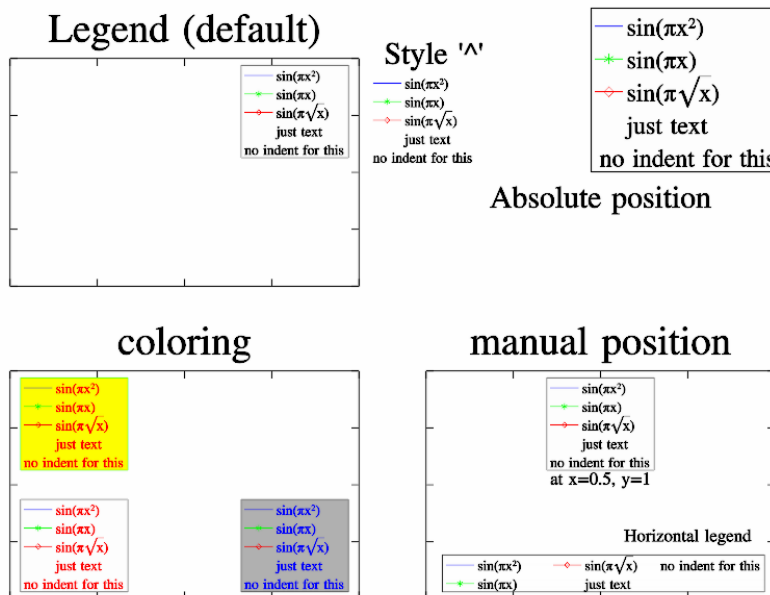 Legend (default)
sin(πx²)
sin(πx)
sin(π√x)
just text
no indent for this
Style '^'
sin(πx²)
sin(πx)
sin(π√x)
just text
no indent for this
sin(πx²)
sin(πx)
sin(π√x)
just text
no indent for this
Absolute position
coloring
sin(πx²)
sin(πx)
sin(π√x)
just text
no indent for this
sin(πx²)
sin(πx)
sin(π√x)
just text
no indent for this
sin(πx²)
sin(πx)
sin(π√x)
just text
no indent for this
manual position
sin(πx²)
sin(πx)
sin(π√x)
just text
no indent for this
at x=0.5, y=1
Horizontal legend
sin(πx²) sin(π√x) no indent for this
sin(πx) just text